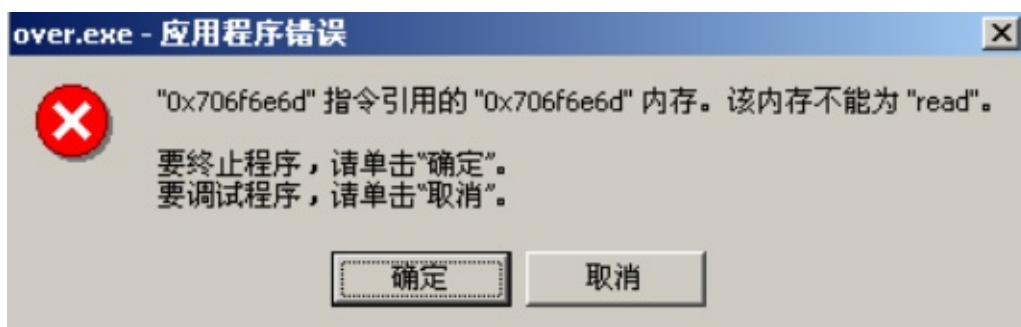 over.exe - 应用程序错误
"0x706f6e6d" 指令引用的 "0x706f6e6d" 内存。该内存不能为 "read"。
要终止程序，请单击“确定”。
要调试程序，请单击“取消”。
确定
取消